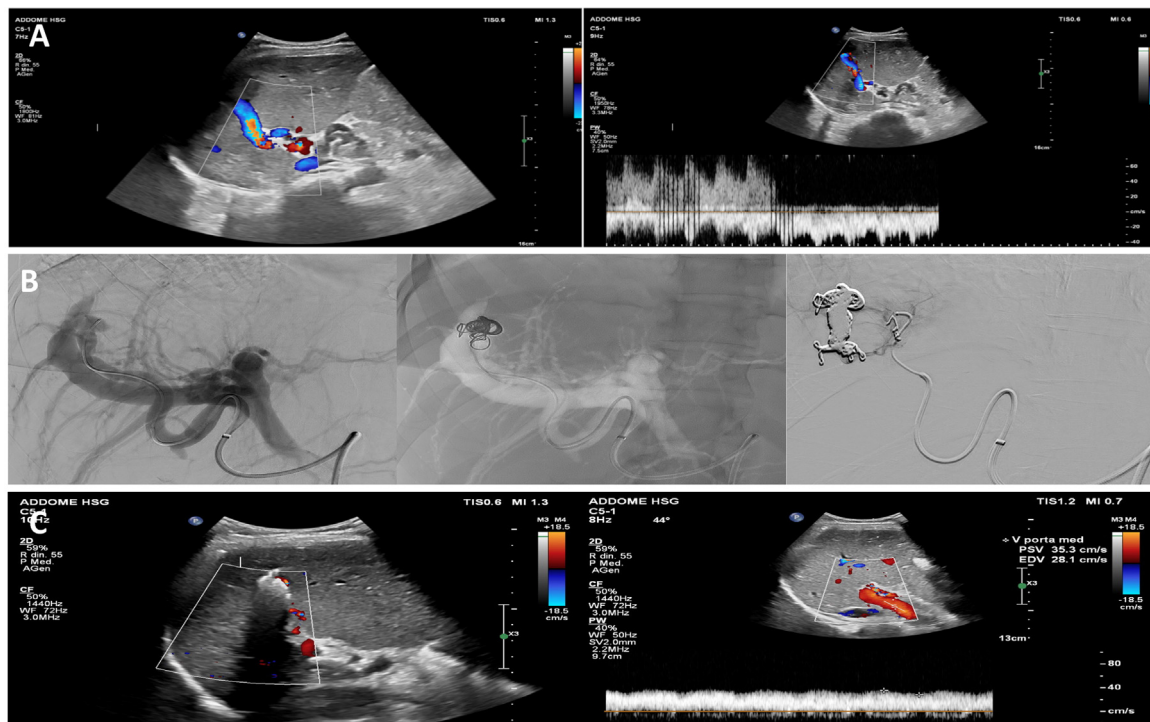 A
ADDOME HSG
TIS0.6 MI 1.3
C5-1
7Hz
2D
R din. 55
P Med.
AGen
CF
50%
1800Hz
WF 81Hz
3.0MHz
X3
16cm
ADDOME HSG
TIS0.6 MI 0.6
C5-1
9Hz
2D
64%
R din. 55
P Med.
AGen
CF
50%
1950Hz
WF 78Hz
PW
40%
WF 50Hz
SV2.0mm
2.2MHz
7.5cm
X3
16cm
60
40
20
cm/s
-20
-40
B
C
ADDOME HSG
TIS0.6 MI 1.3
10Hz
2D
59%
R din. 55
P Med.
AGen
CF
50%
1440Hz
WF 72Hz
3.0MHz
M3 M4
+18.5
-18.5
cm/s
X3
ADDOME HSG
TIS1.2 MI 0.7
C5-1
8Hz
44°
2D
59%
R din. 55
P Med.
AGen
CF
50%
1440Hz
WF 72Hz
3.0MHz
PW
40%
WF 50Hz
SV2.0mm
2.2MHz
9.7cm
M3 M4
+18.5
-18.5
cm/s
V porta med
PSV 35.3 cm/s
EDV 28.1 cm/s
X3
13cm
80
40
cm/s